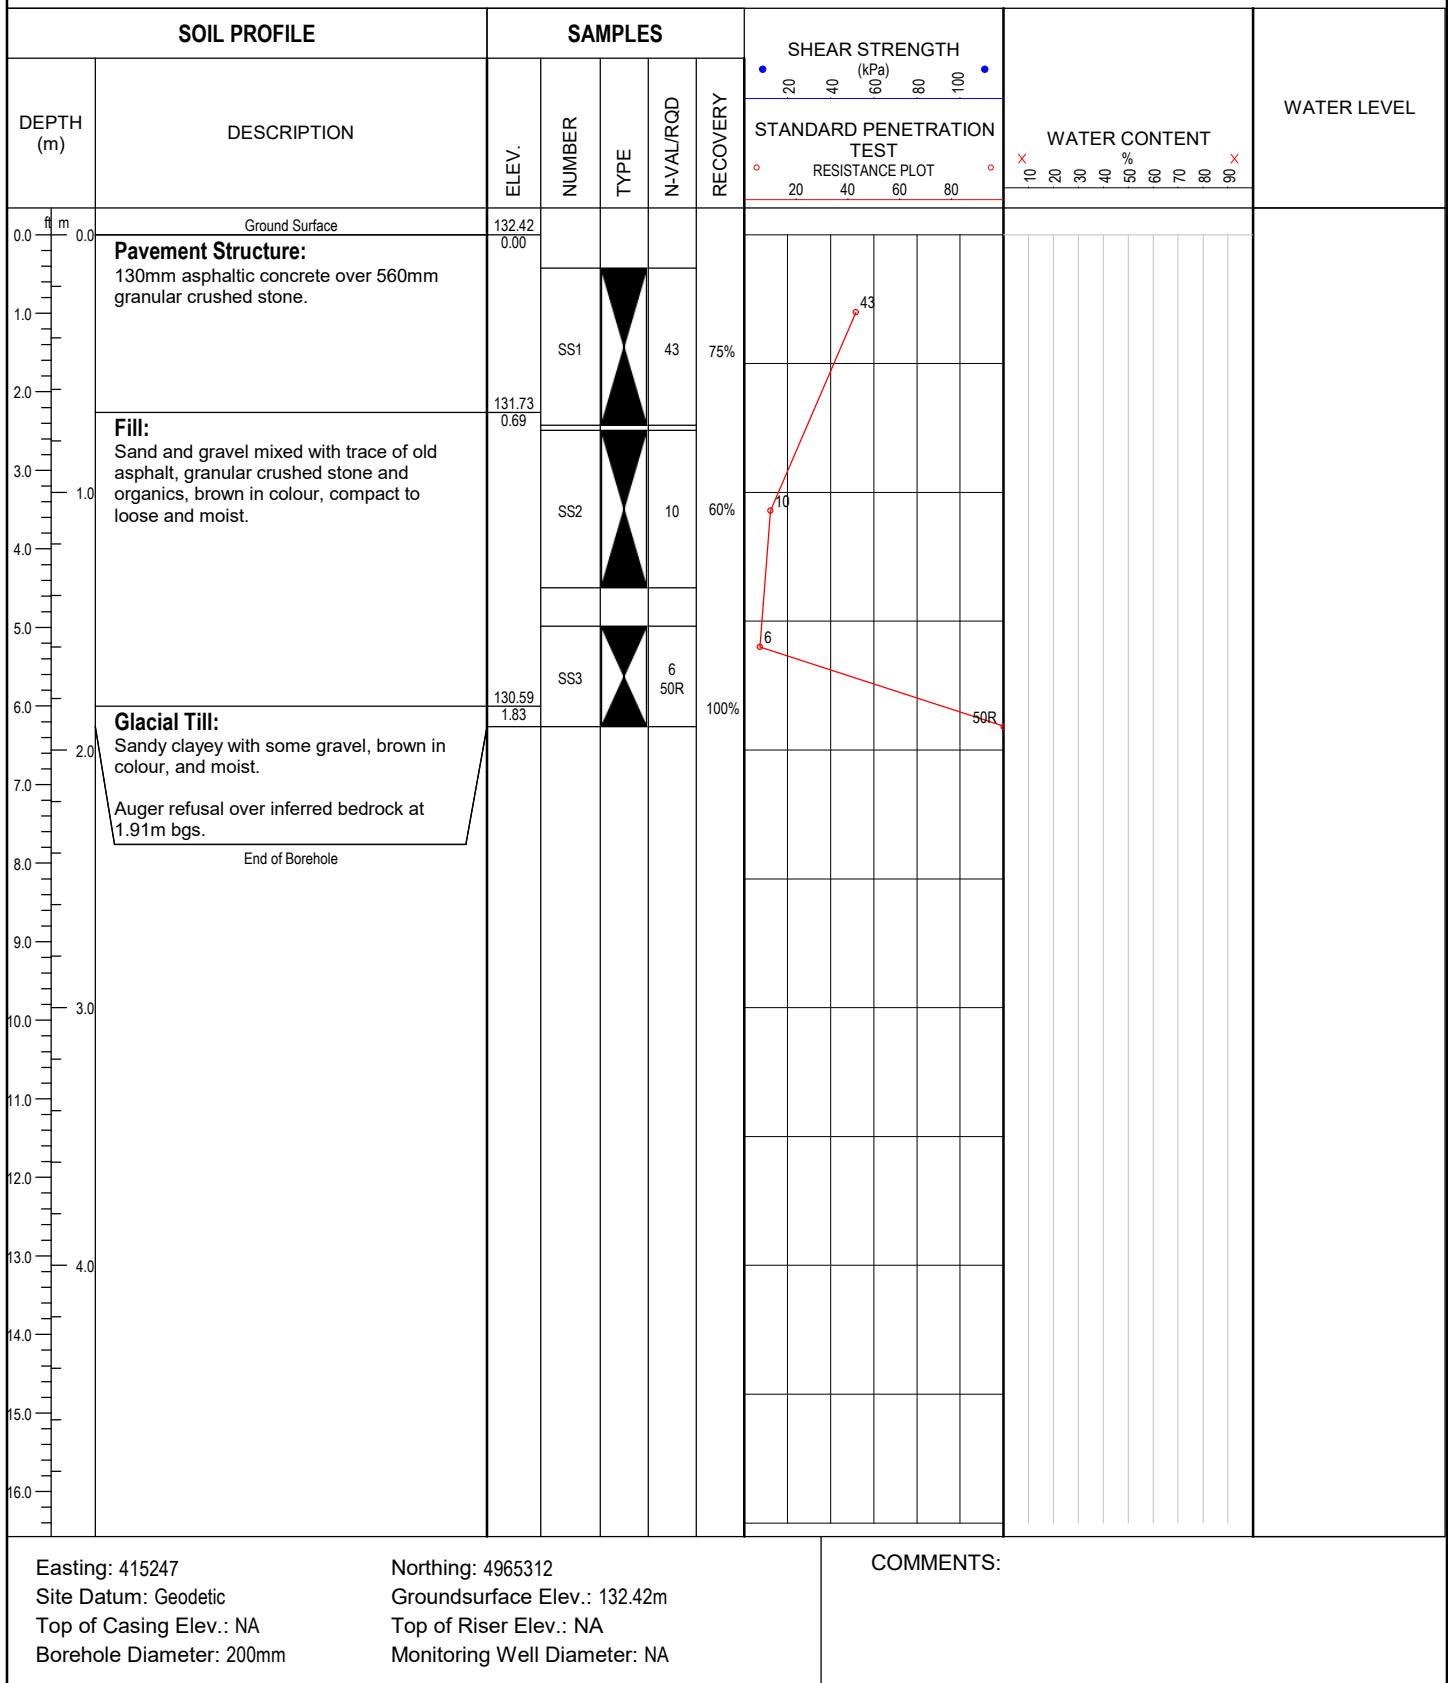 SOIL PROFILE
SAMPLES
SHEAR STRENGTH
(kPa)
20 40 60 80 100
WATER LEVEL
DEPTH
(m)
DESCRIPTION
ELEV.
NUMBER
TYPE
N-VAL/RQD
RECOVERY
STANDARD PENETRATION
TEST
RESISTANCE PLOT
20 40 60 80
WATER CONTENT
%
X X
10 20 30 40 50 60 70 80 90
ft m
Ground Surface
132.42
0.0 0.0
0.00
Pavement Structure:
130mm asphaltic concrete over 560mm
granular crushed stone.
1.0
43
SS1 43 75%
2.0
131.73
0.69
Fill:
Sand and gravel mixed with trace of old
asphalt, granular crushed stone and
organics, brown in colour, compact to
loose and moist.
3.0
1.0
10
SS2 10 60%
4.0
5.0
6
SS3
6
50R
130.59
6.0
100%
1.83
50R
Glacial Till:
Sandy clayey with some gravel, brown in
colour, and moist.
2.0
7.0
Auger refusal over inferred bedrock at
1.91m bgs.
End of Borehole
8.0
9.0
3.0
10.0
11.0
12.0
13.0
4.0
14.0
15.0
16.0
Easting: 415247
Northing: 4965312
COMMENTS:
Site Datum: Geodetic
Groundsurface Elev.: 132.42m
Top of Casing Elev.: NA
Top of Riser Elev.: NA
Borehole Diameter: 200mm
Monitoring Well Diameter: NA